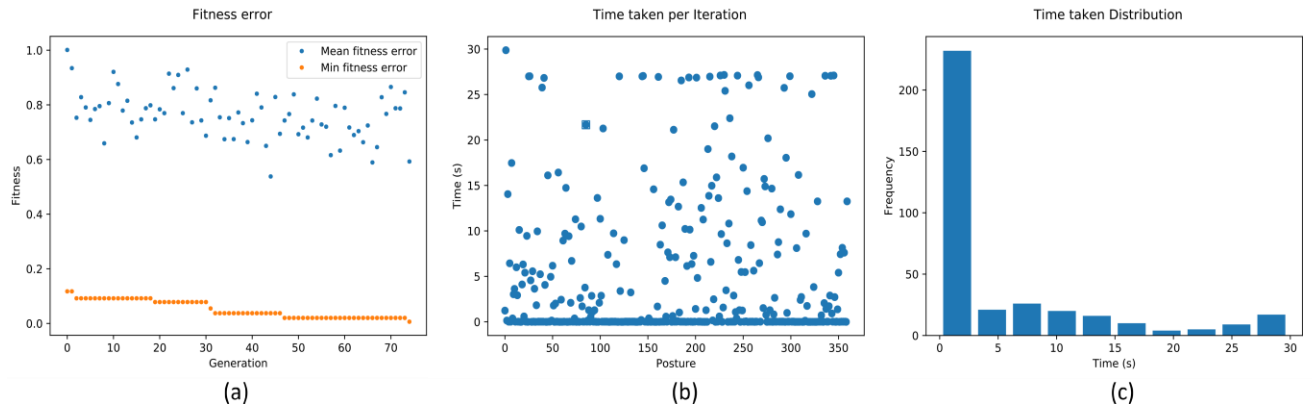 Fitness error
1.0
0.8
0.6
0.4
0.2
0.0
Fitness
Mean fitness error
Min fitness error
0 10 20 30 40 50 60 70
Generation
(a)
Time taken per Iteration
30
25
20
15
10
5
0
Time (s)
0 50 100 150 200 250 300 350
Posture
(b)
Time taken Distribution
200
150
100
50
0
Frequency
0 5 10 15 20 25 30
Time (s)
(c)